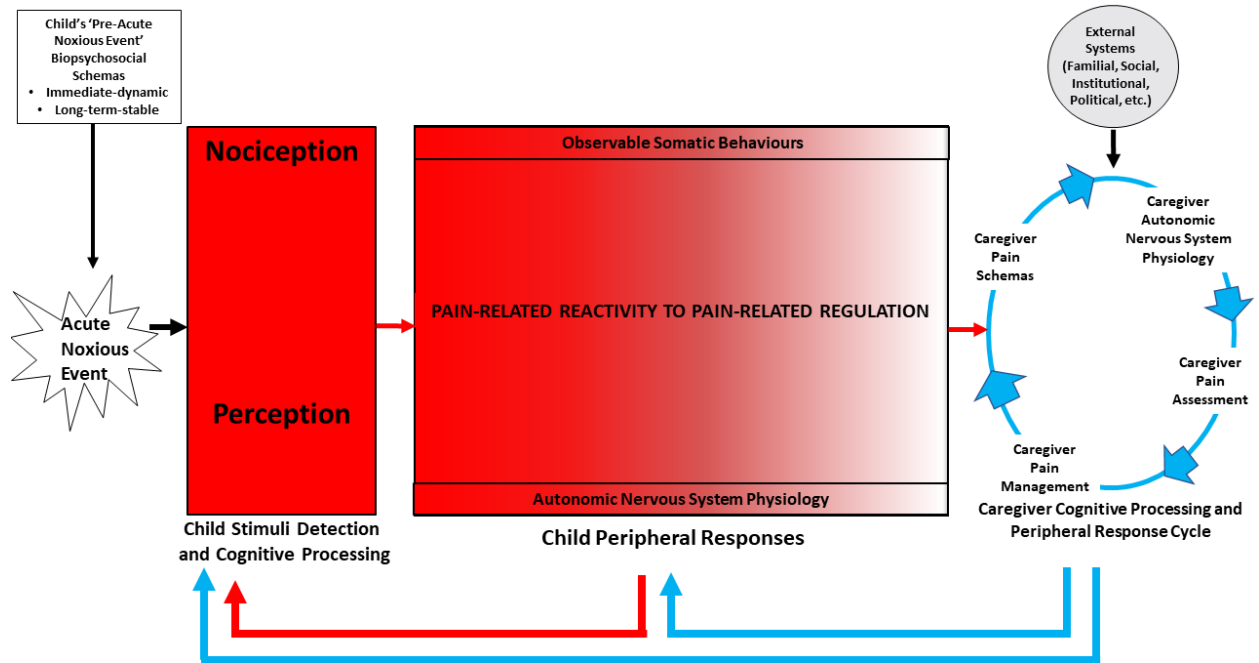 Child's ‘Pre-Acute
Noxious Event’
Biopsychosocial
Schemas
• Immediate-dynamic
• Long-term-stable
External
Systems
(Familial, Social,
Institutional,
Political, etc.)
Acute
Noxious
Event
Nociception
Perception
Child Stimuli Detection
and Cognitive Processing
Observable Somatic Behaviours
PAIN-RELATED REACTIVITY TO PAIN-RELATED REGULATION
Autonomic Nervous System Physiology
Child Peripheral Responses
Caregiver
Pain
Schemas
Caregiver
Autonomic
Nervous System
Physiology
Caregiver
Pain
Assessment
Caregiver
Pain
Management
Caregiver Cognitive Processing and
Peripheral Response Cycle